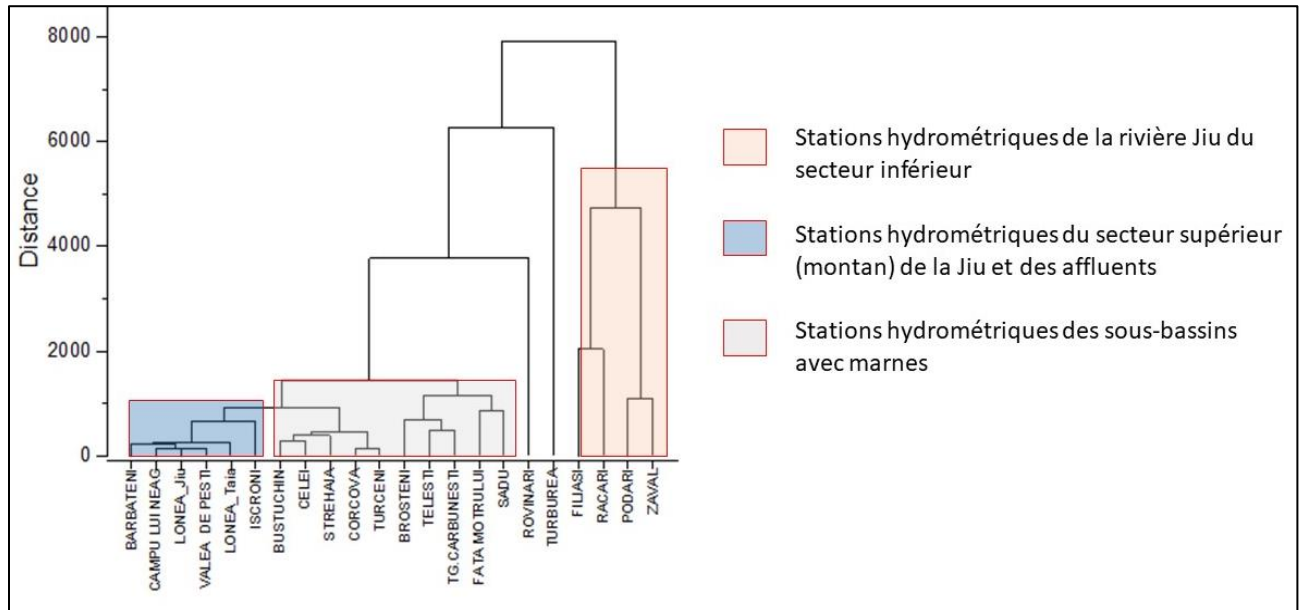 8000
6000
4000
2000
0
Distance
BARBATENI
CAMPU LUI NEAG
LONEA_Jiu
VALEA DE PESTI
LONEA_Taia
ISCRONI
BUSTUCHIN
CELEI
STREHAIA
CORCOVA
TURCENI
BROSTENI
TELESTI
TG.CARBUNESTI
FATA MOTRULUI
SADU
ROVINARI
TURBUREA
FILIASI
RACARI
PODARI
ZAVAL
Stations hydrométriques de la rivière Jiu du
secteur inférieur
Stations hydrométriques du secteur supérieur
(montan) de la Jiu et des affluents
Stations hydrométriques des sous-bassins
avec marnes